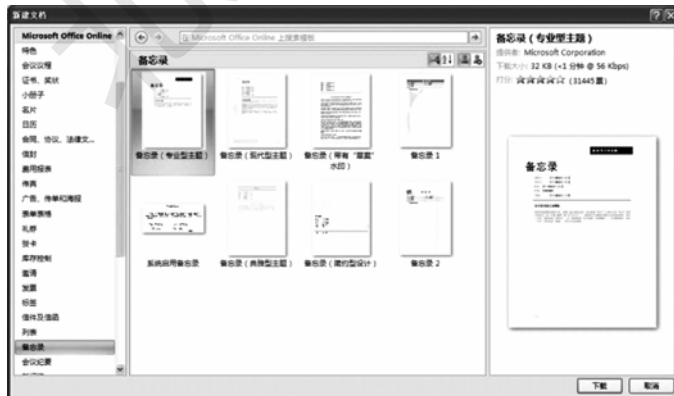 新建文档
Microsoft Office Online
特色
会议议程
证书、奖状
小册子
名片
日历
合同、协议、法律文...
信封
费用报表
传真
广告、传单和海报
表单表格
礼券
贺卡
库存控制
邀请
发票
标签
信件及信函
列表
备忘录
会议纪要
在 Microsoft Office Online 上搜索模板
备忘录
备忘录（专业型主题）
备忘录（现代型主题）
备忘录（带有“草直”水印）
备忘录 1
系统启用备忘录
备忘录（典雅型主题）
备忘录（简约型设计）
备忘录 2
备忘录（专业型主题）
提供者: Microsoft Corporation
下载大小: 32 KB (<1 分钟 @ 56 Kbps)
打分: (31445 票)
备忘录
下载
取消